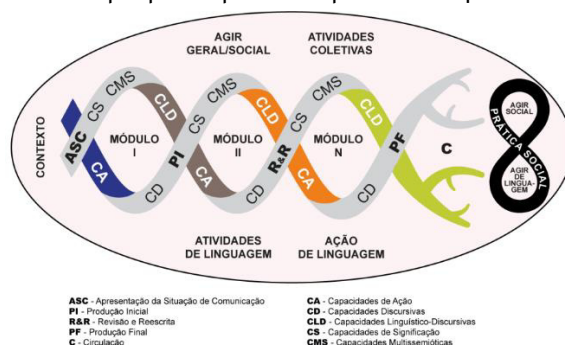 AGIR
GERAL/SOCIAL
ATIVIDADES
COLETIVAS
CONTEXTO
ASC
CS
CMS
CLD
CA
MÓDULO
I
CD
PI
CS
CMS
CLD
CA
MÓDULO
II
CD
R&R
CS
CMS
CLD
CA
MÓDULO
N
CD
PF
C
AGIR
SOCIAL
PRÁTICA SOCIAL
AGIR DE
LINGUA-
GEM
ATIVIDADES
DE LINGUAGEM
AÇÃO
DE LINGUAGEM
ASC - Apresentação da Situação de Comunicação
PI - Produção Inicial
R&R - Revisão e Reescrita
PF - Produção Final
C - Circulação
CA - Capacidades de Ação
CD - Capacidades Discursivas
CLD - Capacidades Linguístico-Discursivas
CS - Capacidades de Significação
CMS - Capacidades Multissemióticas